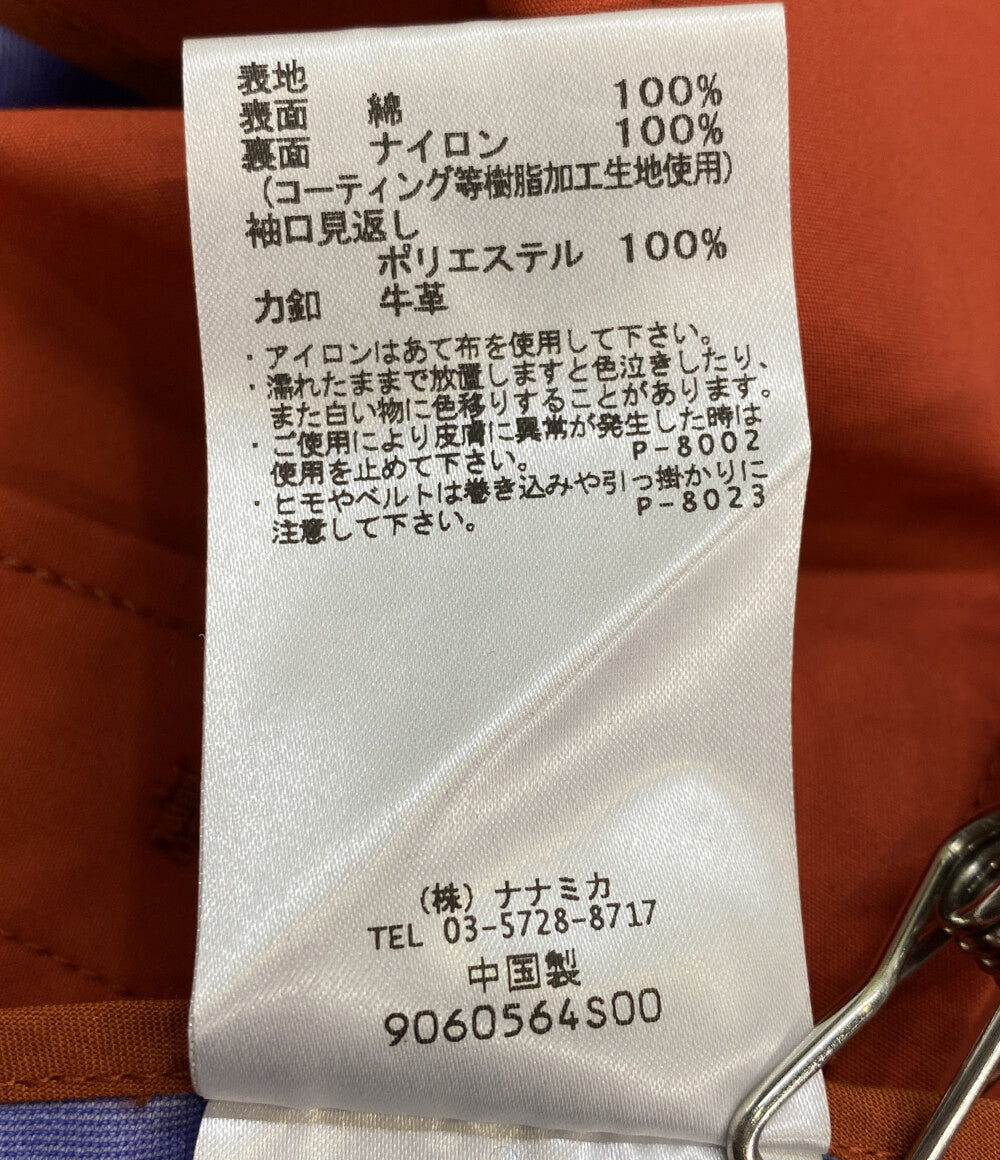 表地
表面 綿 100%
裏面 ナイロン 100%
(コーティング等樹脂加工生地使用)
袖口見返し
ポリエステル 100%
力釦 牛革
・アイロンはあて布を使用して下さい。
・濡れたままで放置しますと色泣きしたり、
また白い物に色移りすることがあります。
・ご使用により皮膚に異常が発生した時は
使用を止めて下さい。 P-8002
・ヒモやベルトは巻き込みや引っ掛かりに
注意して下さい。 P-8023
(株) ナナミカ
TEL 03-5728-8717
中国製
9060564S00